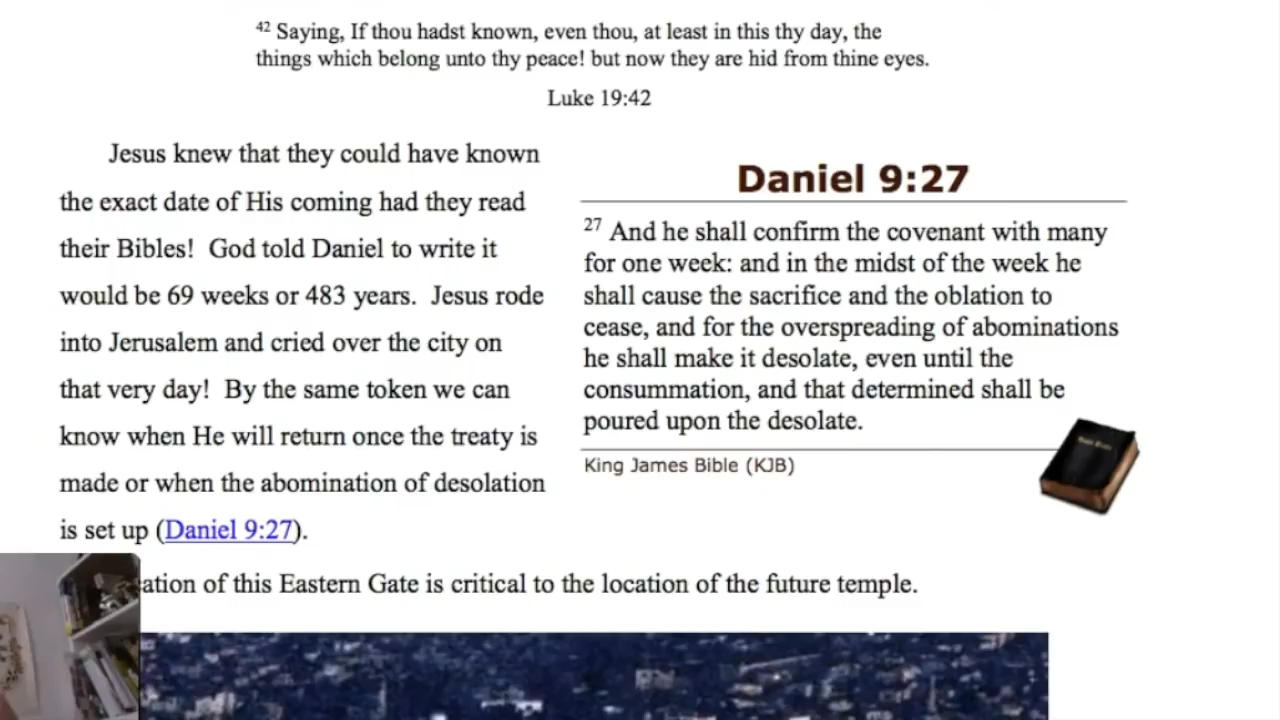 42 Saying, If thou hadst known, even thou, at least in this thy day, the
things which belong unto thy peace! but now they are hid from thine eyes.
Luke 19:42
Jesus knew that they could have known
the exact date of His coming had they read
their Bibles! God told Daniel to write it
would be 69 weeks or 483 years. Jesus rode
into Jerusalem and cried over the city on
that very day! By the same token we can
know when He will return once the treaty is
made or when the abomination of desolation
is set up (Daniel 9:27).
Daniel 9:27
27 And he shall confirm the covenant with many
for one week: and in the midst of the week he
shall cause the sacrifice and the oblation to
cease, and for the overspreading of abominations
he shall make it desolate, even until the
consummation, and that determined shall be
poured upon the desolate.
King James Bible (KJB)
ation of this Eastern Gate is critical to the location of the future temple.